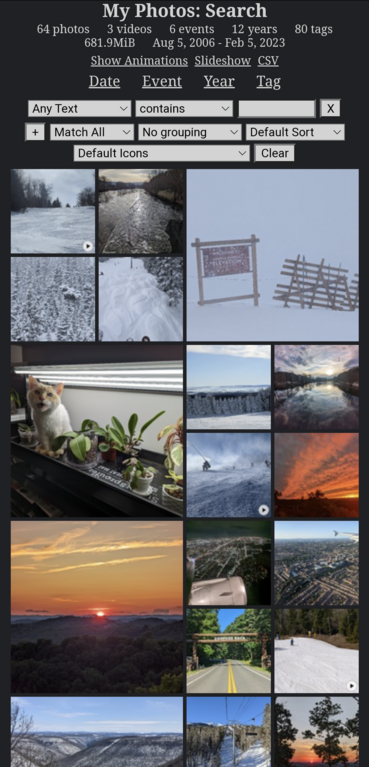 My Photos: Search
64 photos 3 videos 6 events 12 years 80 tags
681.9MiB Aug 5, 2006 - Feb 5, 2023
Show Animations Slideshow CSV
Date Event Year Tag
Any Text contains X
+ Match All No grouping Default Sort
Default Icons Clear